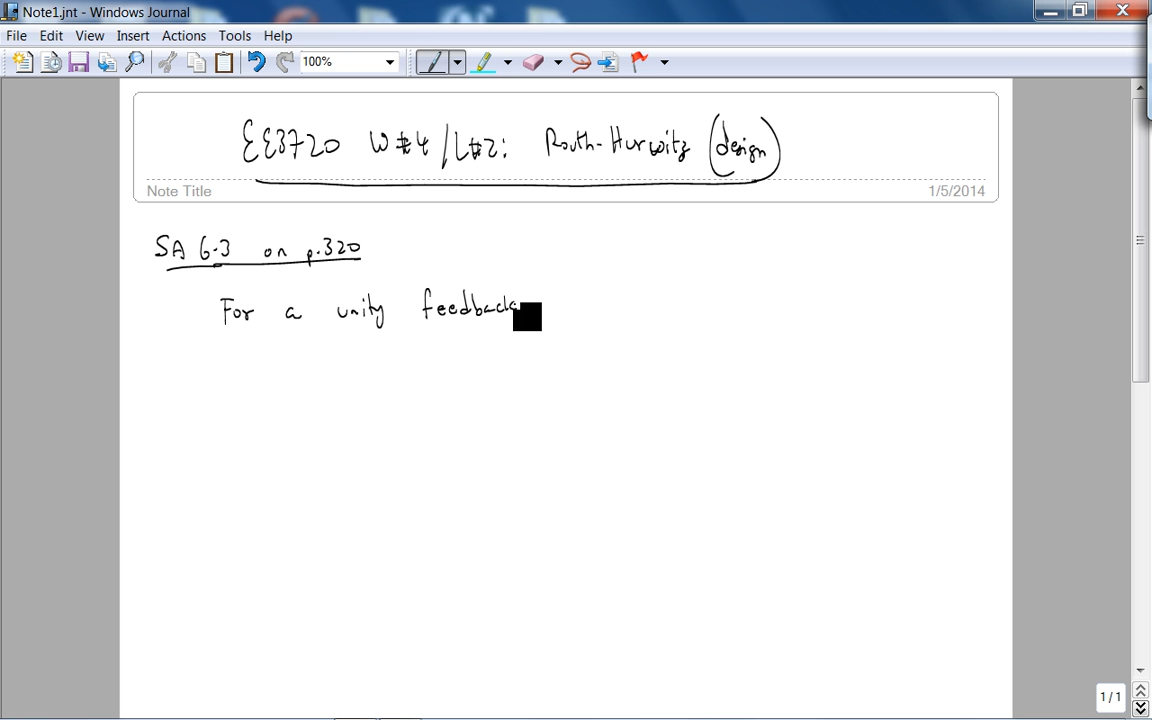 Note1.jnt - Windows Journal
File Edit View Insert Actions Tools Help
100%
EE3720 W#4/L#2: Routh-Hurwitz (design)
Note Title 1/5/2014
SA 6.3 on p.320
For a unity feedback
1/1